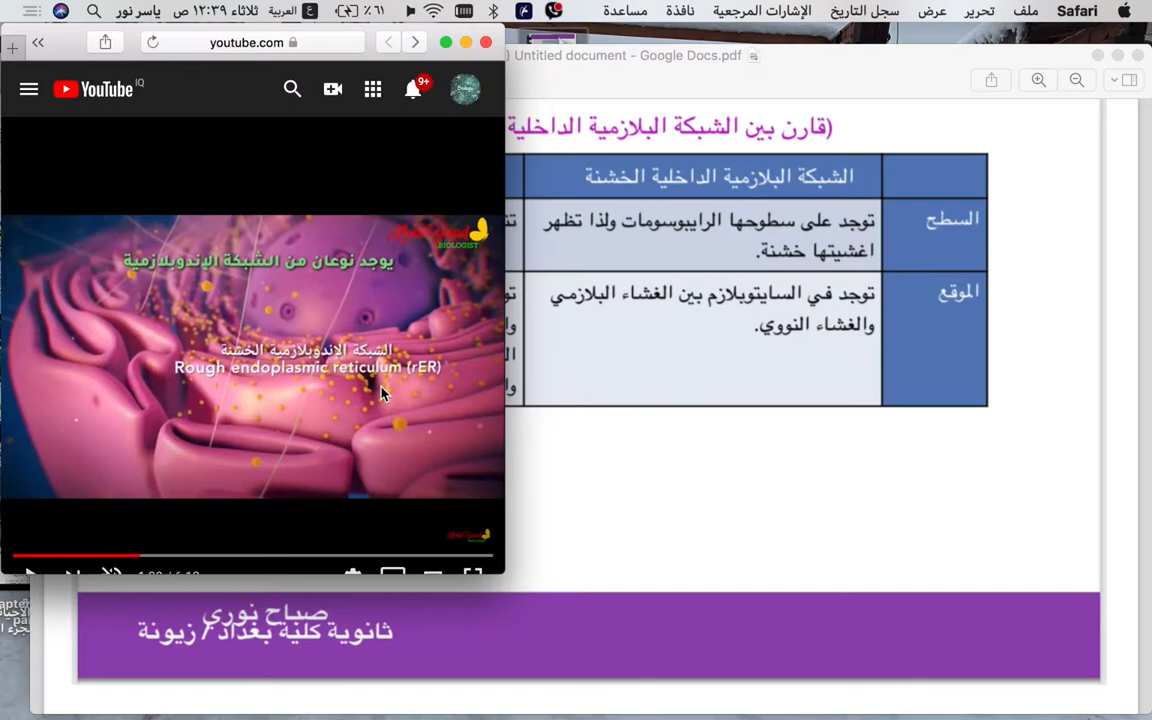 Safari ملف تحرير عرض سجل التاريخ الإشارات المرجعية نافذة مساعدة
٪٦١ العربية ع ثلاثاء ١٢:٣٩ ص ياسر نور
youtube.com
YouTube IQ
9+
Untitled document - Google Docs.pdf
(قارن بين الشبكة البلازمية الداخلية
الشبكة البلازمية الداخلية الخشنة
السطح
توجد على سطوحها الرايبوسومات ولذا تظهر
اغشيتها خشنة.
الموقع
توجد في السايتوبلازم بين الغشاء البلازمي
والغشاء النووي.
BIOLOGIST
يوجد نوعان من الشبكة الإندوبلازمية
الشبكة الإندوبلازمية الخشنة
Rough endoplasmic reticulum (rER)
صباح نوري
ثانوية كلية بغداد / زيونة